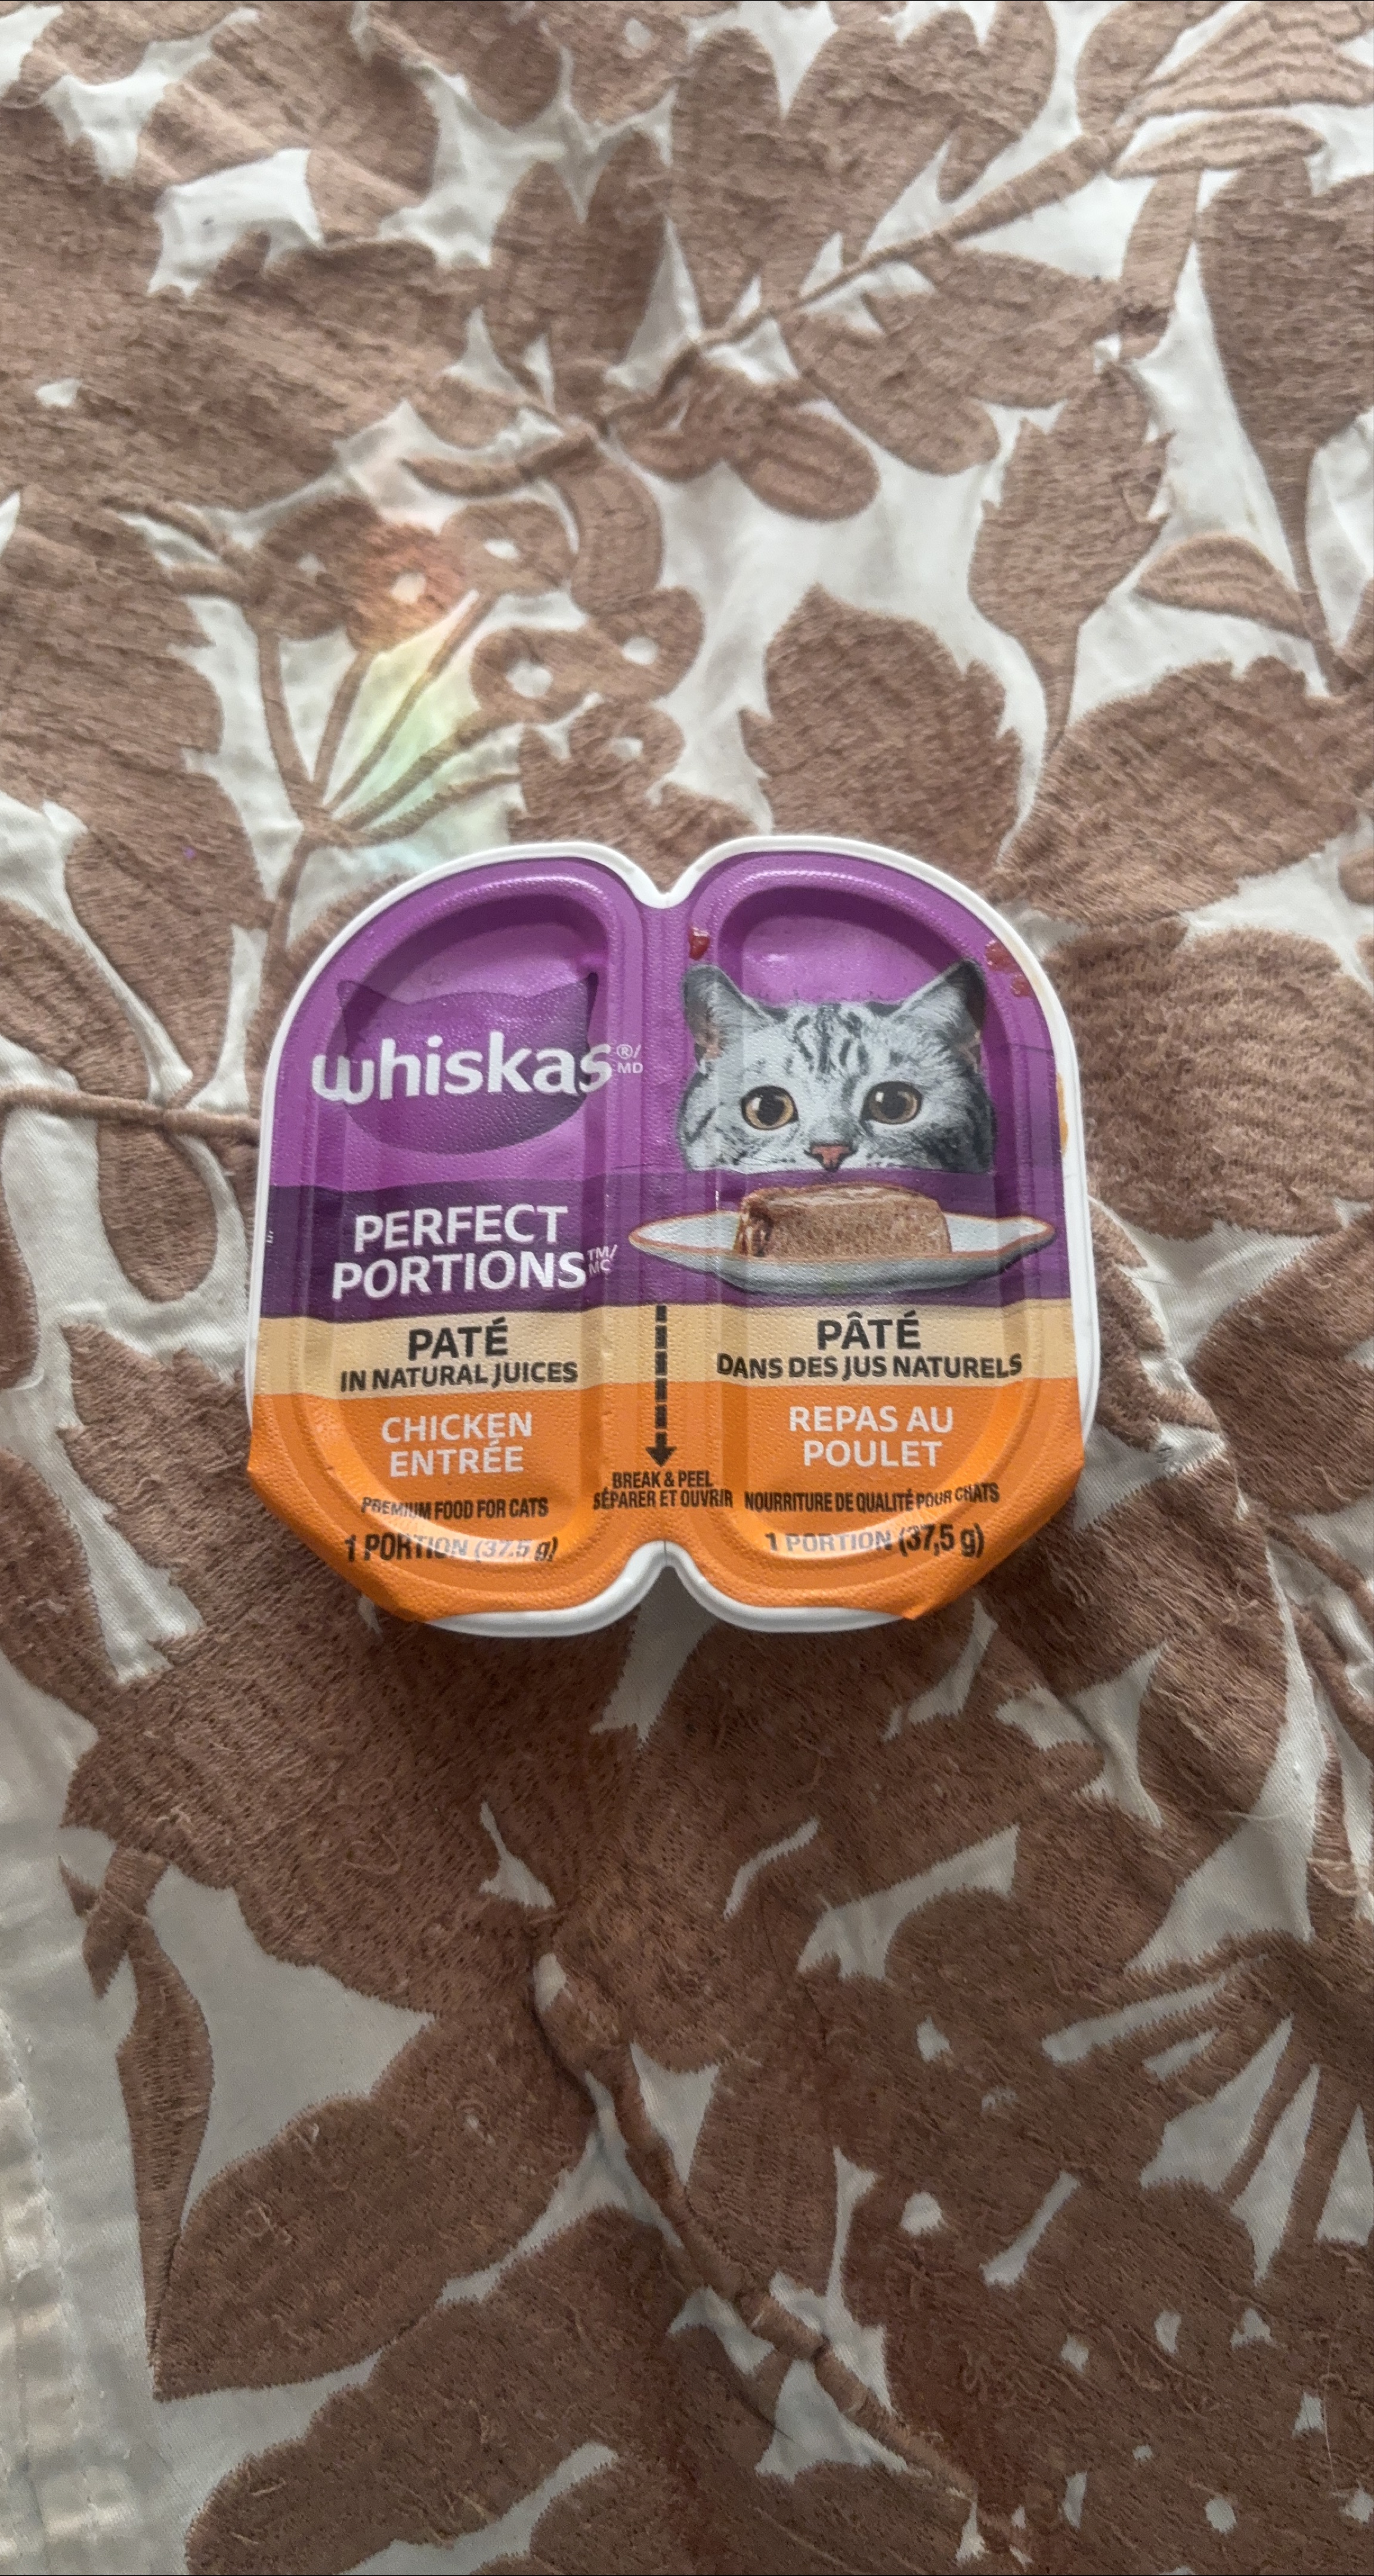 whiskas®/MD
PERFECT
PORTIONS™/MC
PATÉ
IN NATURAL JUICES
CHICKEN
ENTRÉE
PREMIUM FOOD FOR CATS
1 PORTION (37.5 g)
BREAK & PEEL
SÉPARER ET OUVRIR
PÂTÉ
DANS DES JUS NATURELS
REPAS AU
POULET
NOURRITURE DE QUALITÉ POUR CHATS
1 PORTION (37,5 g)